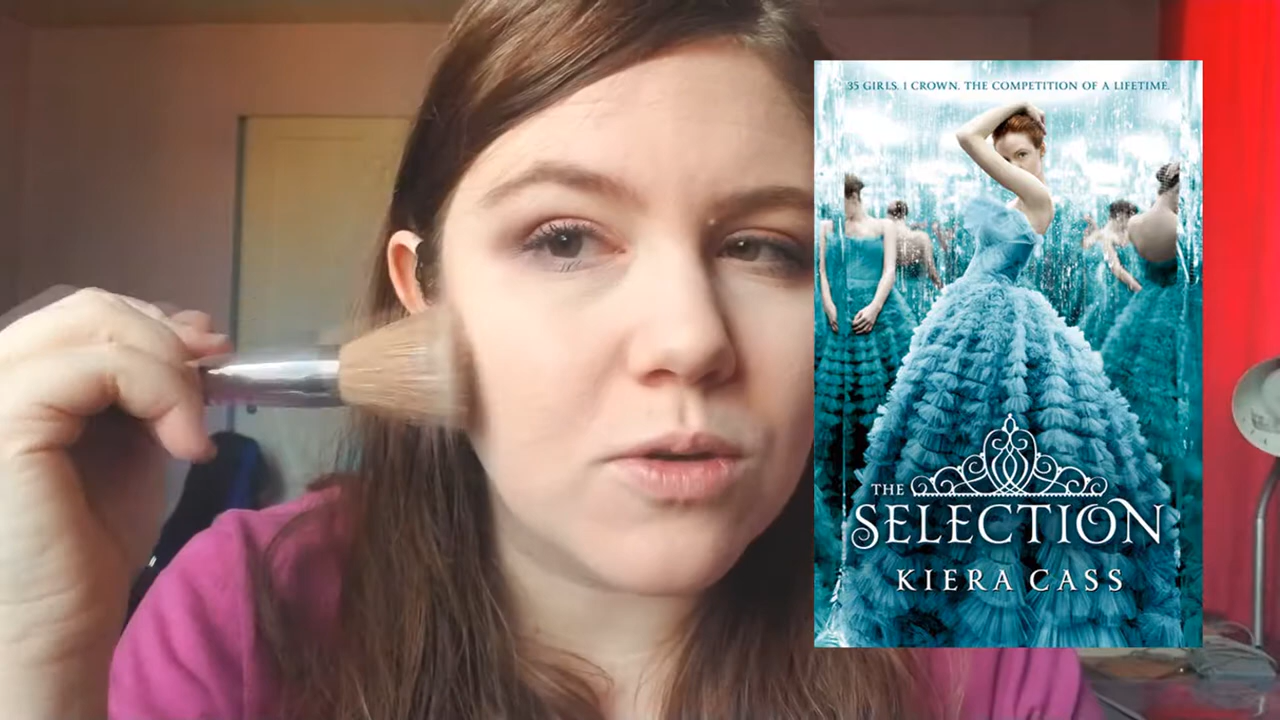 35 GIRLS. 1 CROWN. THE COMPETITION OF A LIFETIME.
THE
SELECTION
KIERA CASS